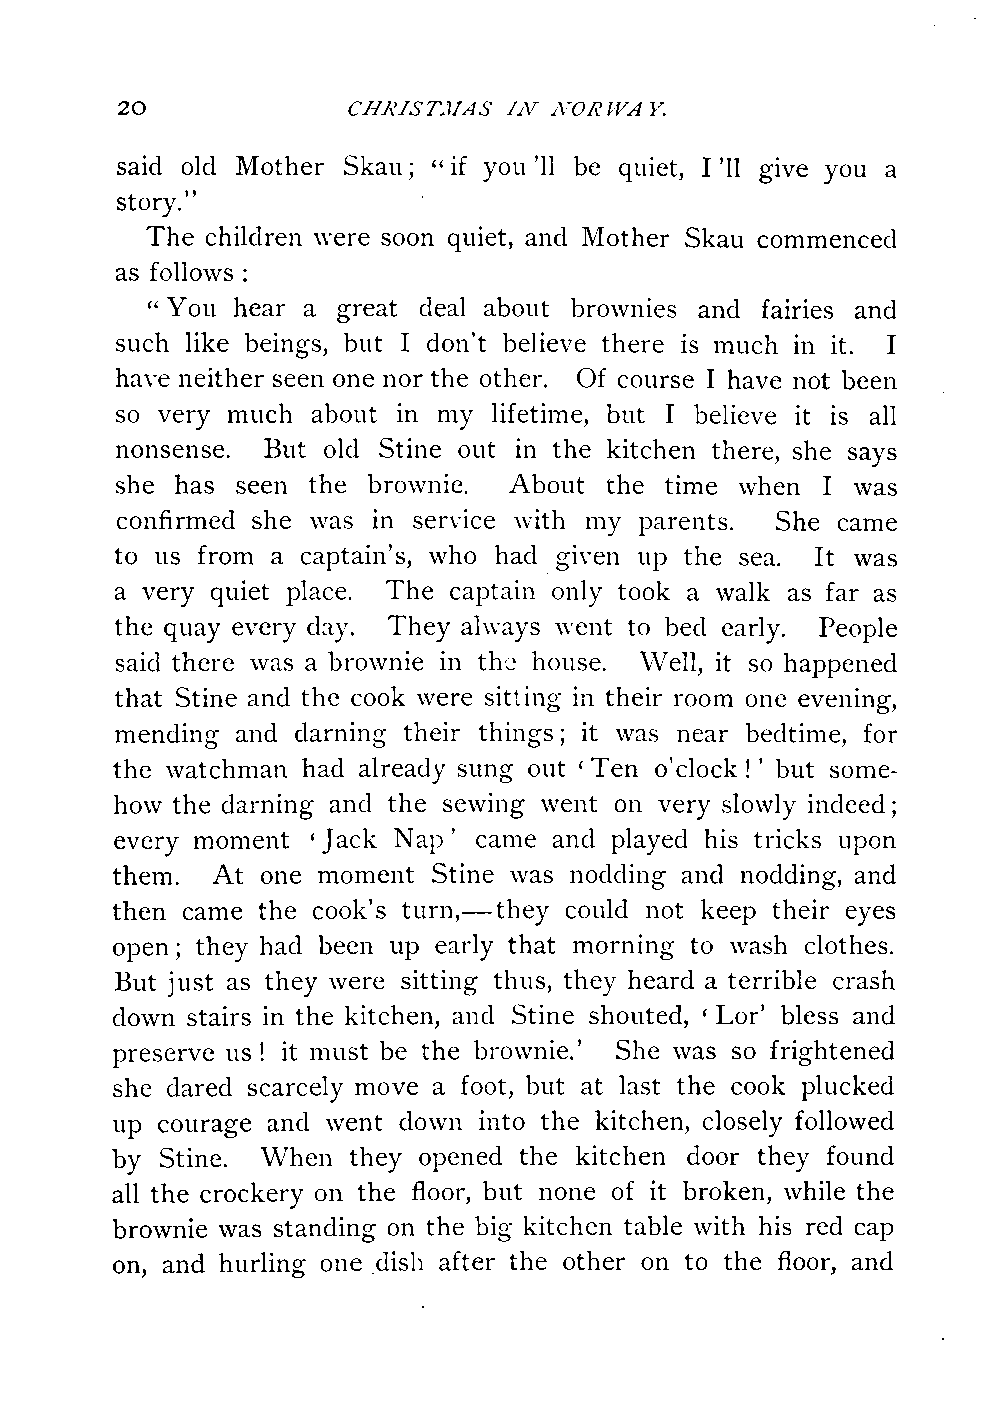 20 CHRISTMAS IN NORWAY.
said old Mother Skau; “if you 'll be quiet, I 'll give you a
story.”
The children were soon quiet, and Mother Skau commenced
as follows :
“You hear a great deal about brownies and fairies and
such like beings, but I don't believe there is much in it. I
have neither seen one nor the other. Of course I have not been
so very much about in my lifetime, but I believe it is all
nonsense. But old Stine out in the kitchen there, she says
she has seen the brownie. About the time when I was
confirmed she was in service with my parents. She came
to us from a captain's, who had given up the sea. It was
a very quiet place. The captain only took a walk as far as
the quay every day. They always went to bed early. People
said there was a brownie in the house. Well, it so happened
that Stine and the cook were sitting in their room one evening,
mending and darning their things; it was near bedtime, for
the watchman had already sung out ‘Ten o'clock!’ but some-
how the darning and the sewing went on very slowly indeed;
every moment ‘Jack Nap’ came and played his tricks upon
them. At one moment Stine was nodding and nodding, and
then came the cook's turn,—they could not keep their eyes
open; they had been up early that morning to wash clothes.
But just as they were sitting thus, they heard a terrible crash
down stairs in the kitchen, and Stine shouted, ‘Lor' bless and
preserve us! it must be the brownie.’ She was so frightened
she dared scarcely move a foot, but at last the cook plucked
up courage and went down into the kitchen, closely followed
by Stine. When they opened the kitchen door they found
all the crockery on the floor, but none of it broken, while the
brownie was standing on the big kitchen table with his red cap
on, and hurling one dish after the other on to the floor, and